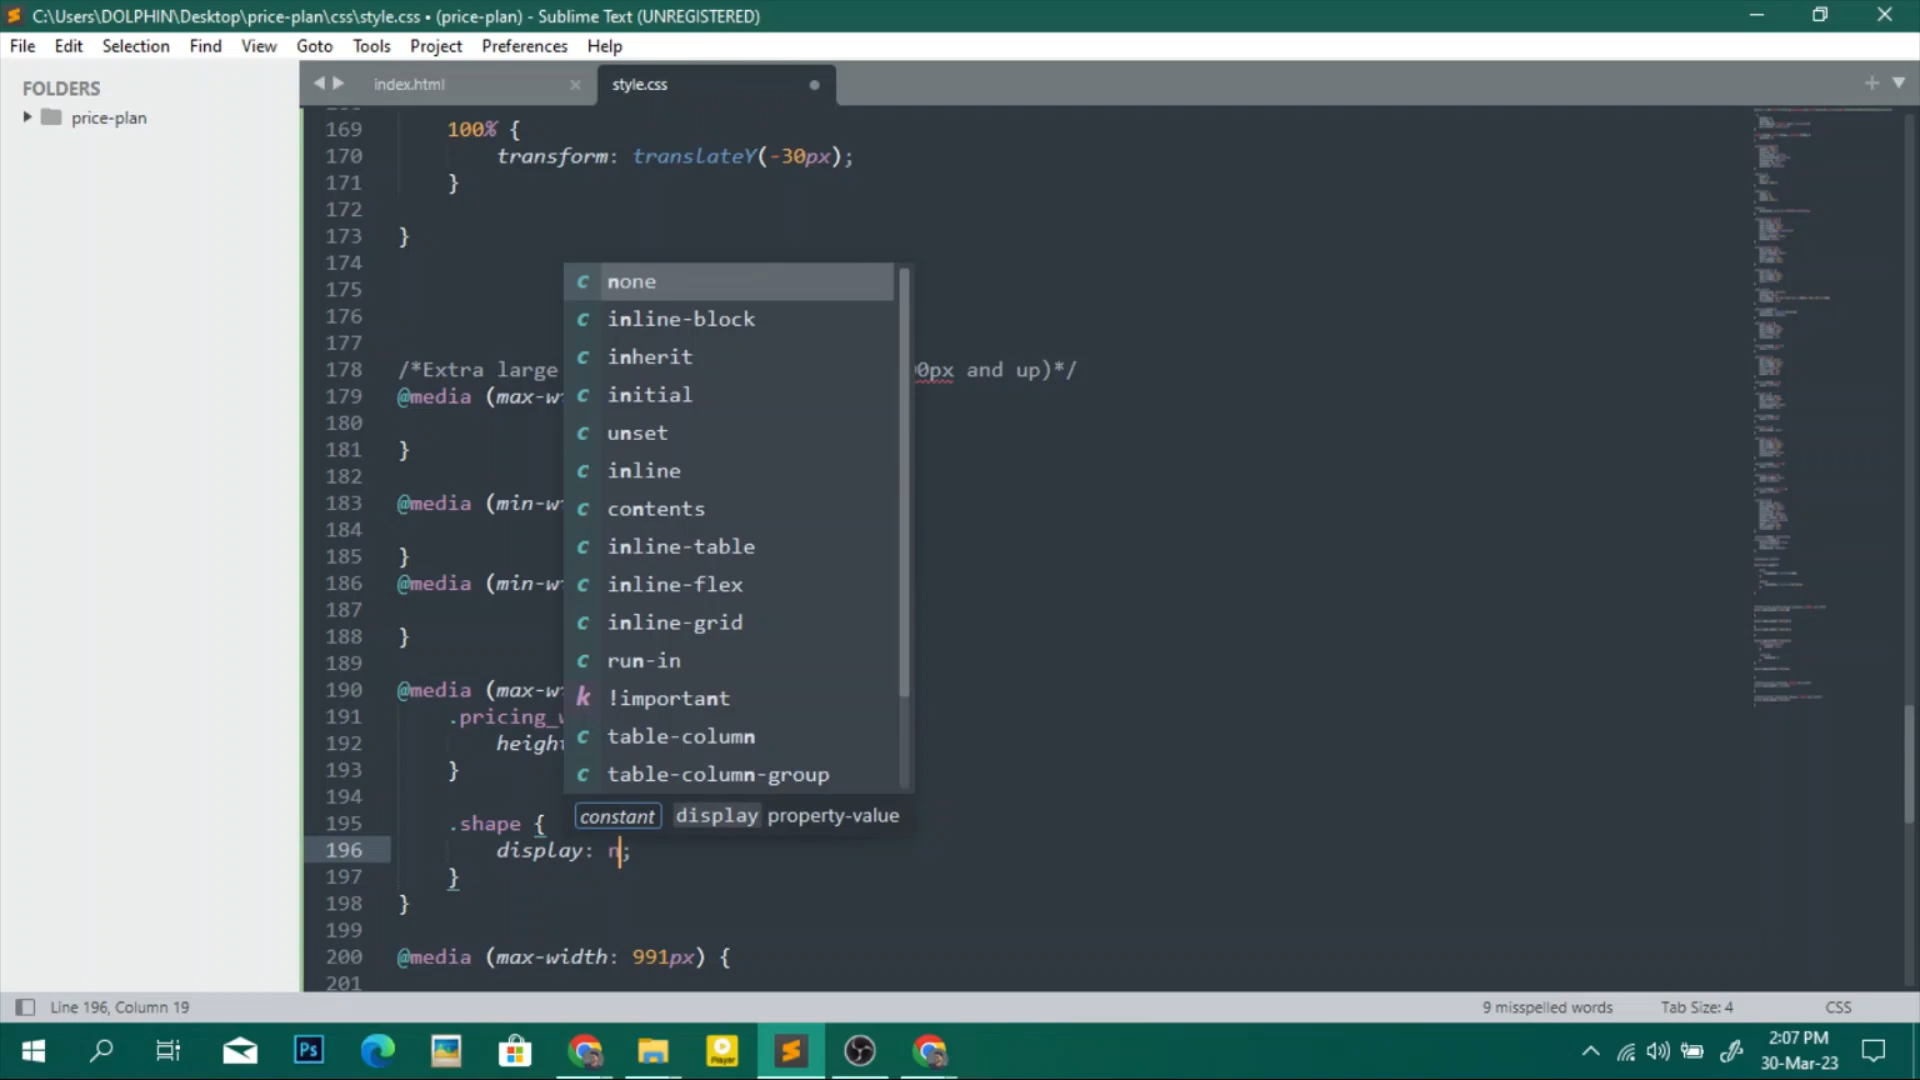 C:\Users\DOLPHIN\Desktop\price-plan\css\style.css • (price-plan) - Sublime Text (UNREGISTERED)
File Edit Selection Find View Goto Tools Project Preferences Help
FOLDERS
price-plan
index.html
style.css
169 100% {
170 transform: translateY(-30px);
171 }
172
173 }
174
175
176
177
178 /*Extra large 0px and up)*/
179 @media (max-w
180
181 }
182
183 @media (min-w
184
185 }
186 @media (min-w
187
188 }
189
190 @media (max-w
191 .pricing_w
192 height
193 }
194
195 .shape {
196 display: n;
197 }
198 }
199
200 @media (max-width: 991px) {
201
c none
c inline-block
c inherit
c initial
c unset
c inline
c contents
c inline-table
c inline-flex
c inline-grid
c run-in
k !important
c table-column
c table-column-group
constant display property-value
Line 196, Column 19
9 misspelled words
Tab Size: 4
CSS
Ps
Player
2:07 PM
30-Mar-23